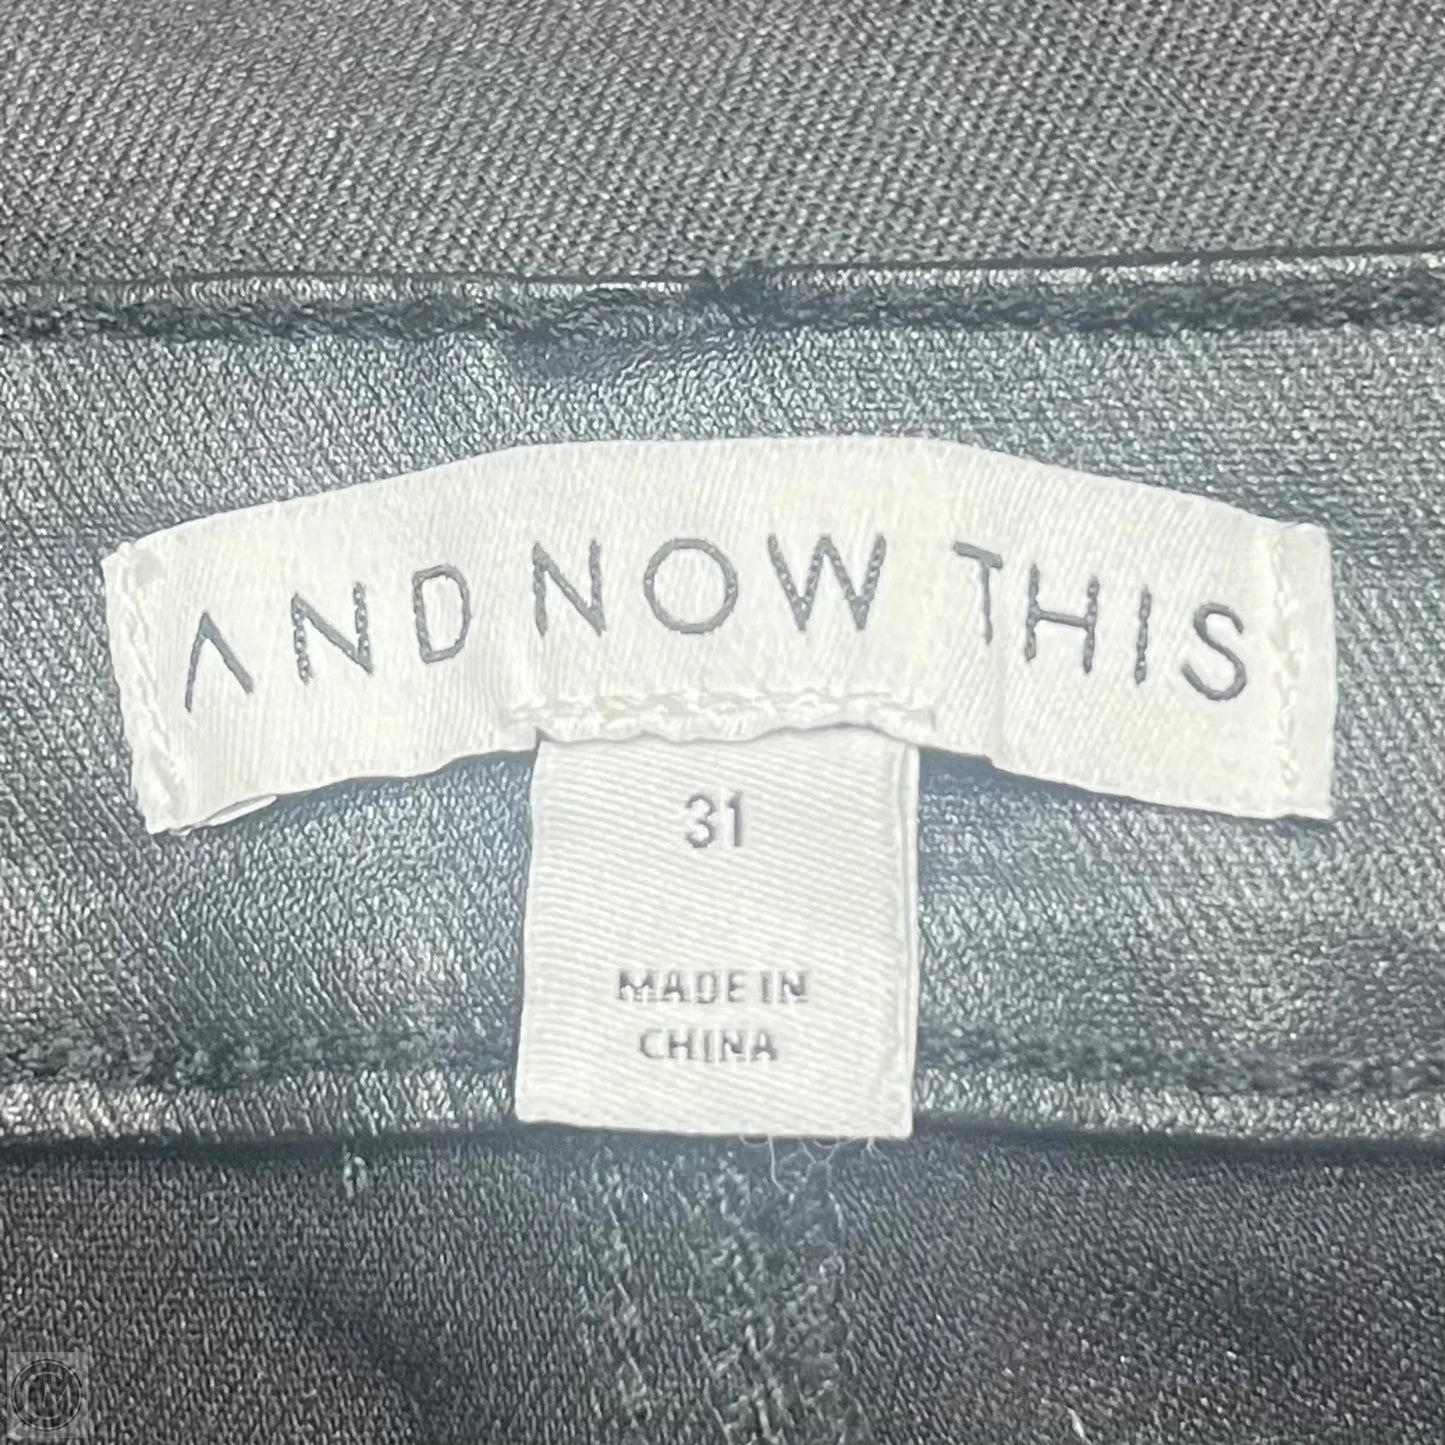 AND NOW THIS
31
MADE IN
CHINA